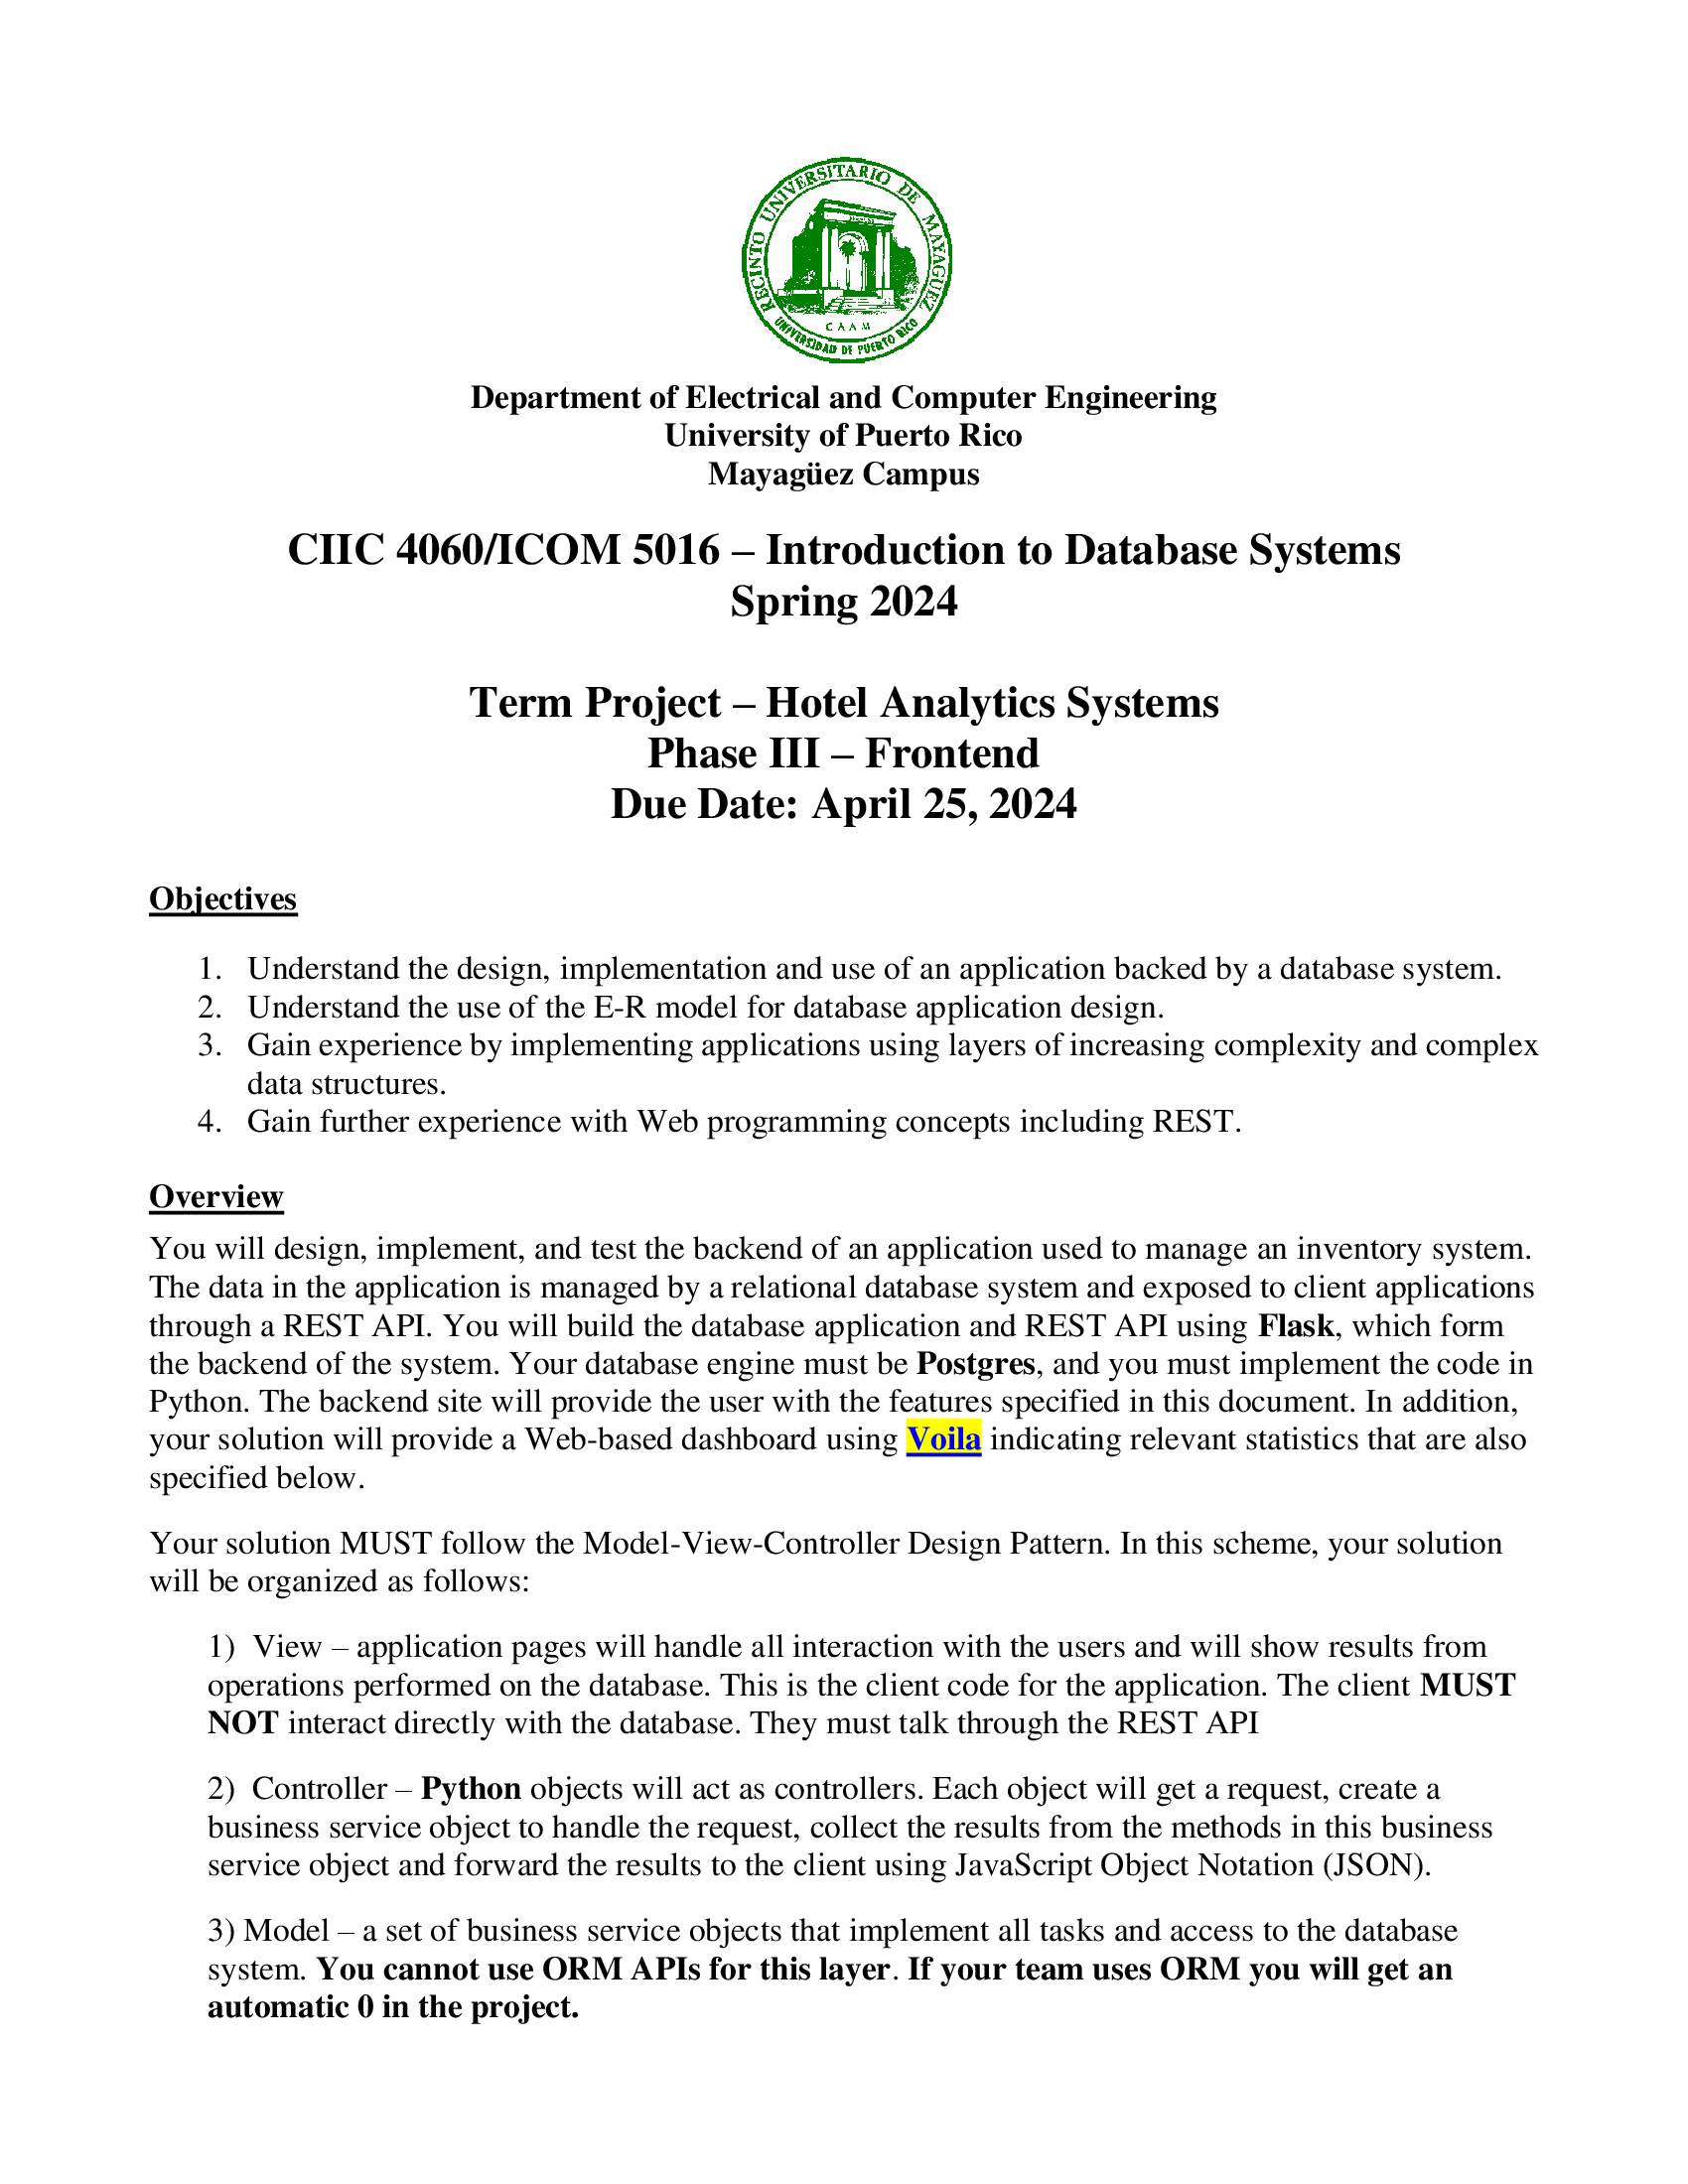 RECINTO UNIVERSITARIO DE MAYAGUEZ
CAAM
UNIVERSIDAD DE PUERTO RICO
Department of Electrical and Computer Engineering
University of Puerto Rico
Mayagüez Campus
CIIC 4060/ICOM 5016 – Introduction to Database Systems
Spring 2024
Term Project – Hotel Analytics Systems
Phase III – Frontend
Due Date: April 25, 2024
Objectives
1. Understand the design, implementation and use of an application backed by a database system.
2. Understand the use of the E-R model for database application design.
3. Gain experience by implementing applications using layers of increasing complexity and complex
data structures.
4. Gain further experience with Web programming concepts including REST.
Overview
You will design, implement, and test the backend of an application used to manage an inventory system.
The data in the application is managed by a relational database system and exposed to client applications
through a REST API. You will build the database application and REST API using Flask, which form
the backend of the system. Your database engine must be Postgres, and you must implement the code in
Python. The backend site will provide the user with the features specified in this document. In addition,
your solution will provide a Web-based dashboard using Voila indicating relevant statistics that are also
specified below.
Your solution MUST follow the Model-View-Controller Design Pattern. In this scheme, your solution
will be organized as follows:
1) View – application pages will handle all interaction with the users and will show results from
operations performed on the database. This is the client code for the application. The client MUST
NOT interact directly with the database. They must talk through the REST API
2) Controller – Python objects will act as controllers. Each object will get a request, create a
business service object to handle the request, collect the results from the methods in this business
service object and forward the results to the client using JavaScript Object Notation (JSON).
3) Model – a set of business service objects that implement all tasks and access to the database
system. You cannot use ORM APIs for this layer. If your team uses ORM you will get an
automatic 0 in the project.